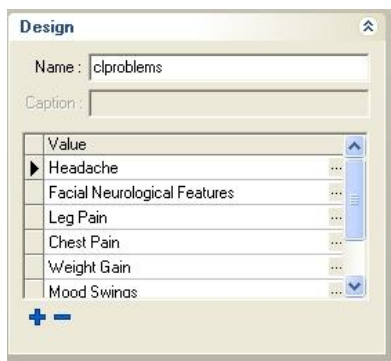 Design
Name : clproblems
Caption :
Value
Headache ...
Facial Neurological Features ...
Leg Pain ...
Chest Pain ...
Weight Gain ...
Mood Swings ...